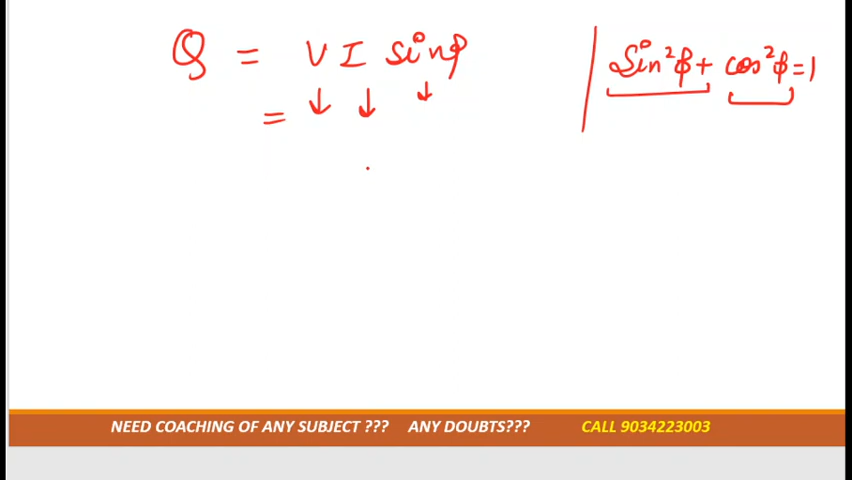 Q = V I sinφ
= ↓ ↓ ↓
Sin²φ + cos²φ = 1
NEED COACHING OF ANY SUBJECT ??? ANY DOUBTS??? CALL 9034223003